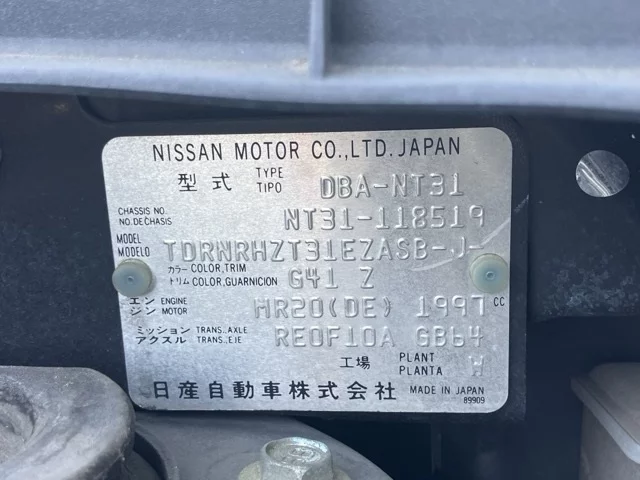 NISSAN MOTOR CO.,LTD. JAPAN
型式 TYPE TIPO DBA-NT31
CHASSIS NO. NO.DE CHASIS NT31-118519
MODEL MODELO TDRNRHZT31EZASB-J-
カラー COLOR,TRIM トリム COLOR,GUARNICION G41 Z
エンジン ENGINE MOTOR MR20(DE) 1997 CC
ミッション アクスル TRANS.,AXLE TRANS.,EJE RE0F10A GB64
工場 PLANT PLANTA W
日産自動車株式会社 MADE IN JAPAN
89909